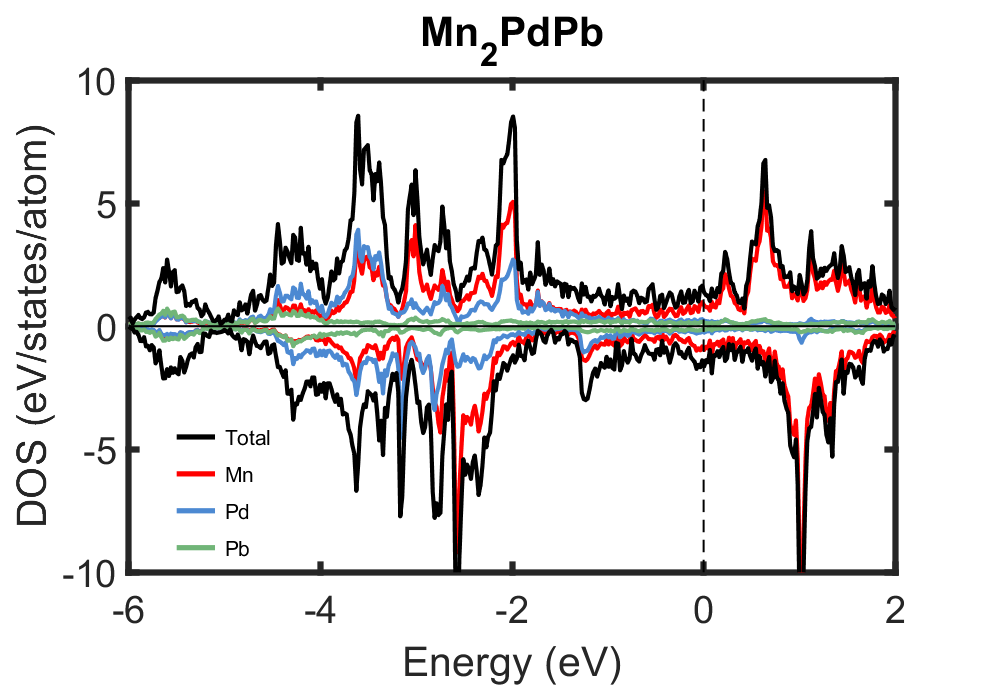 Mn₂PdPb
DOS (eV/states/atom)
10
5
0
-5
-10
Total
Mn
Pd
Pb
-6 -4 -2 0 2
Energy (eV)